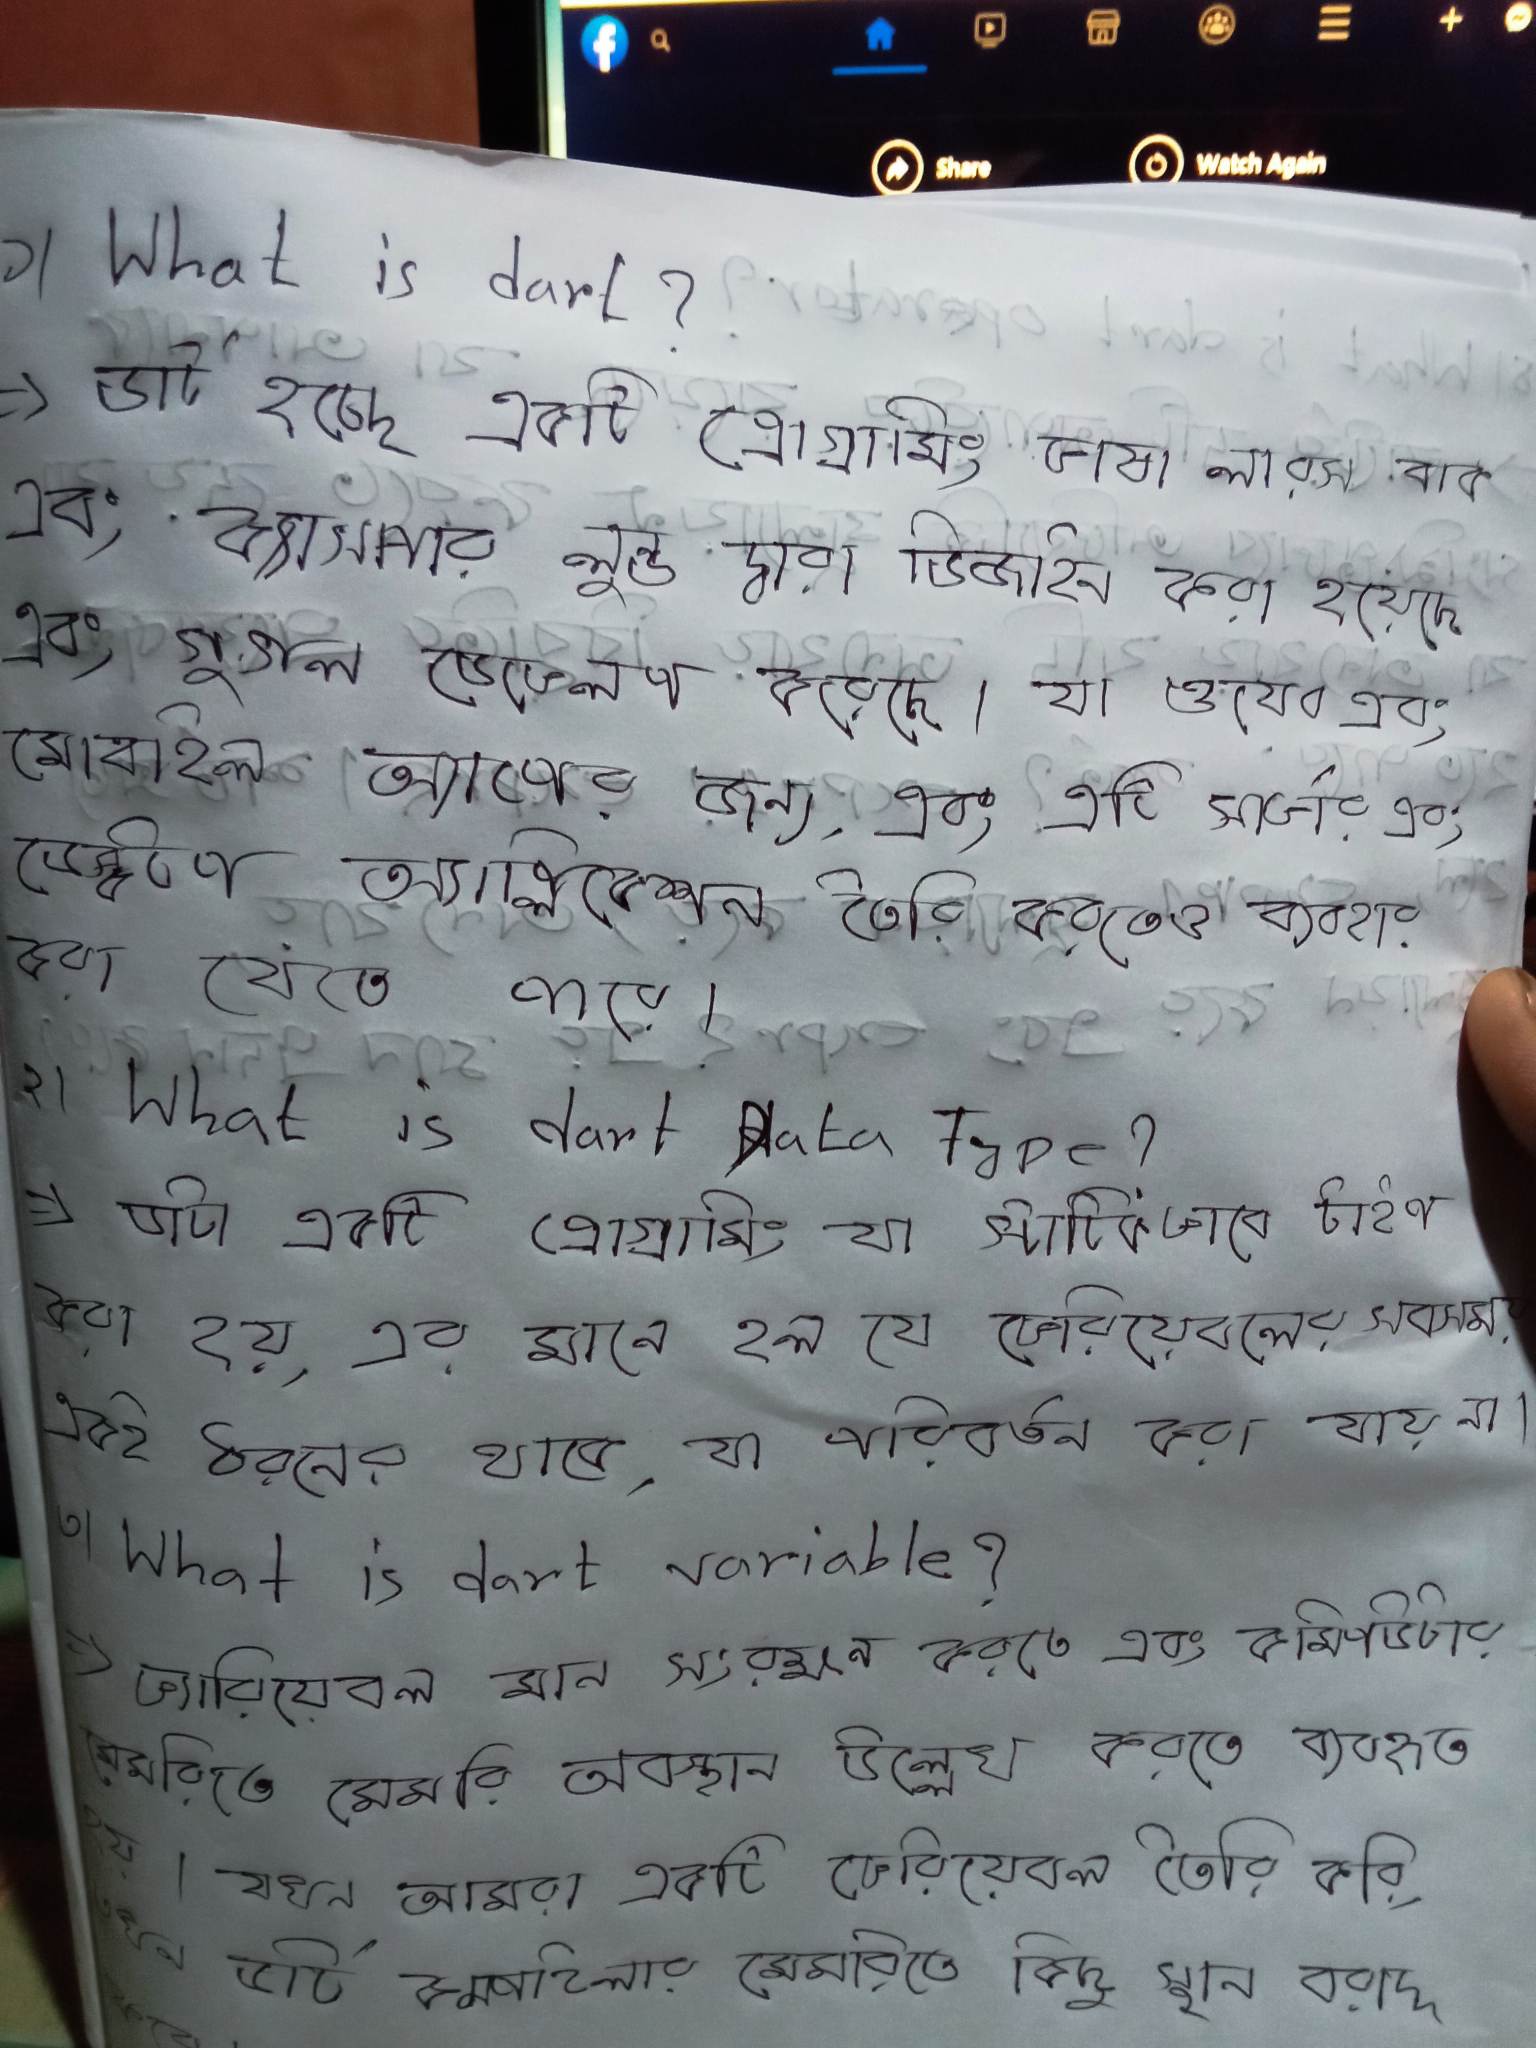 Share Watch Again
১। What is dart?
=> ডার্ট হচ্ছে একটি প্রোগ্রামিং ভাষা লারস বাক
এবং ক্যাসপার লুন্ড দ্বারা ডিজাইন করা হয়েছে
এবং গুগল ডেভেলপ করেছে। যা ওয়েব এবং
মোবাইল অ্যাপের জন্য, এবং এটি সার্ভার এবং
ডেস্কটপ অ্যাপ্লিকেশন তৈরি করতেও ব্যবহার
করা যেতে পারে।
২। What is dart Data Type?
=> ডাটা একটি প্রোগ্রামিং যা স্ট্যাটিকভাবে টাইপ
করা হয়, এর মানে হল যে ভেরিয়েবলের সবসময়
একই ধরনের থাকে, যা পরিবর্তন করা যায় না।
৩। What is dart variable?
=> ভ্যারিয়েবল মান সংরক্ষন করতে এবং কমিপউটার
মেমরিতে মেমরি অবস্থান উল্লেখ করতে ব্যবহৃত
হয় । যখন আমরা একটি ভেরিয়েবল তৈরি করি,
তখন ডার্ট কমপাইলার মেমরিতে কিছু স্থান বরাদ্দ